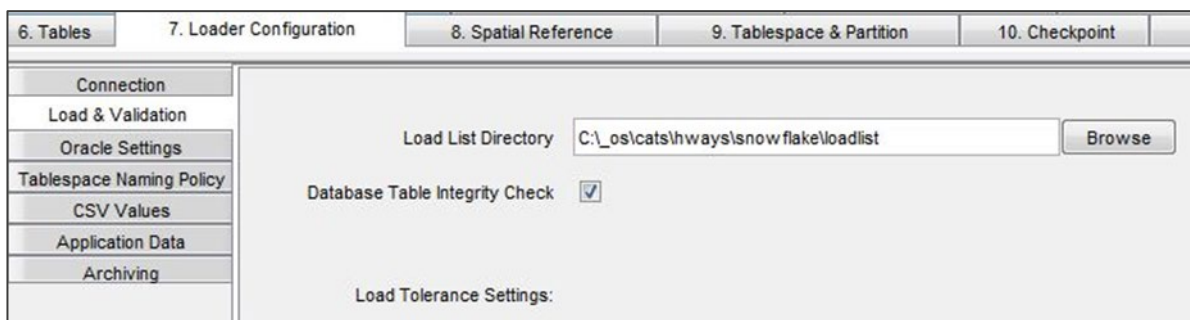 6. Tables 7. Loader Configuration 8. Spatial Reference 9. Tablespace & Partition 10. Checkpoint
Connection
Load & Validation
Oracle Settings
Tablespace Naming Policy
CSV Values
Application Data
Archiving
Load List Directory C:\_os\cats\hways\snowflake\loadlist Browse
Database Table Integrity Check
Load Tolerance Settings: